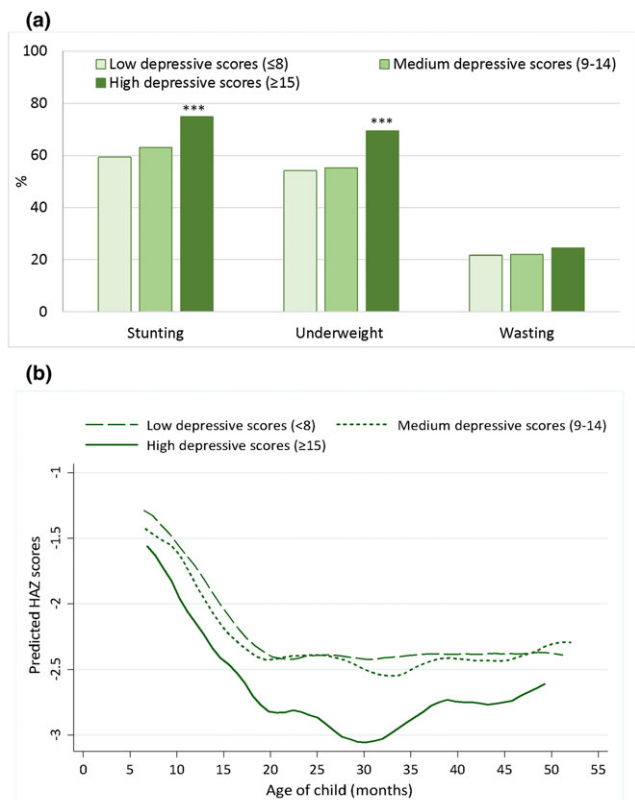 (a)
100
Low depressive scores (≤8)
Medium depressive scores (9-14)
High depressive scores (≥15)
80
***
***
60
%
40
20
0
Stunting
Underweight
Wasting
(b)
Low depressive scores (<8)
Medium depressive scores (9-14)
High depressive scores (≥15)
-1
-1.5
-2
-2.5
-3
Predicted HAZ scores
0 5 10 15 20 25 30 35 40 45 50 55
Age of child (months)